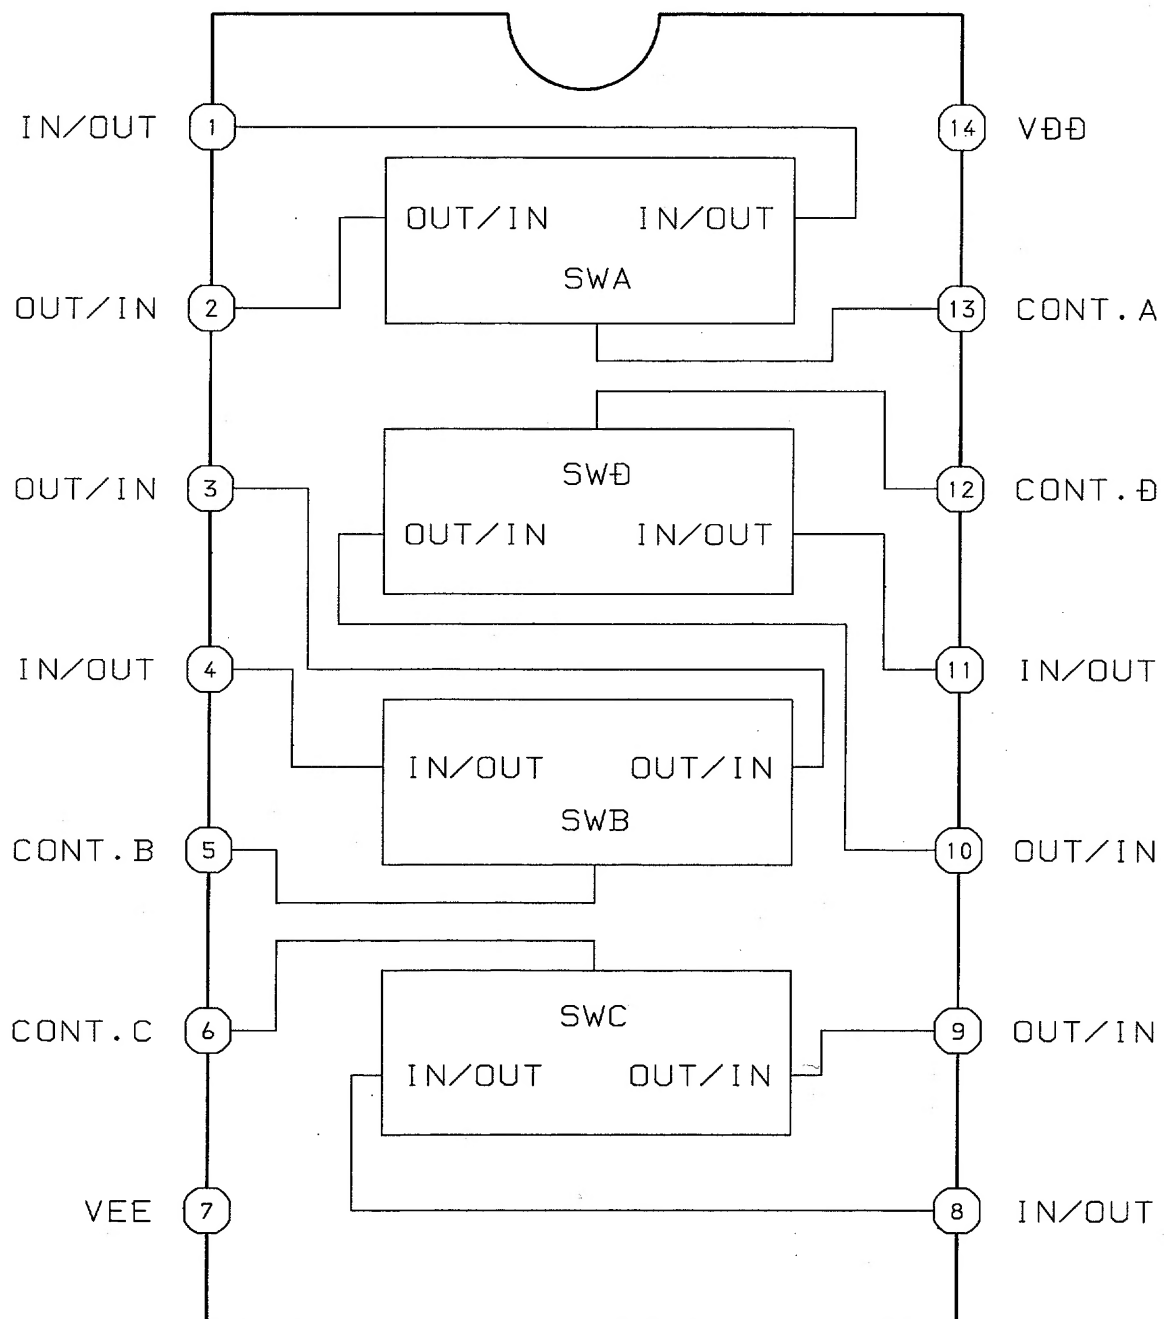 IN/OUT 1 14 VDD
OUT/IN IN/OUT
SWA
OUT/IN 2 13 CONT.A
OUT/IN 3 SWD 12 CONT.D
OUT/IN IN/OUT
IN/OUT 4 11 IN/OUT
IN/OUT OUT/IN
SWB
CONT.B 5 10 OUT/IN
CONT.C 6 SWC 9 OUT/IN
IN/OUT OUT/IN
VEE 7 8 IN/OUT